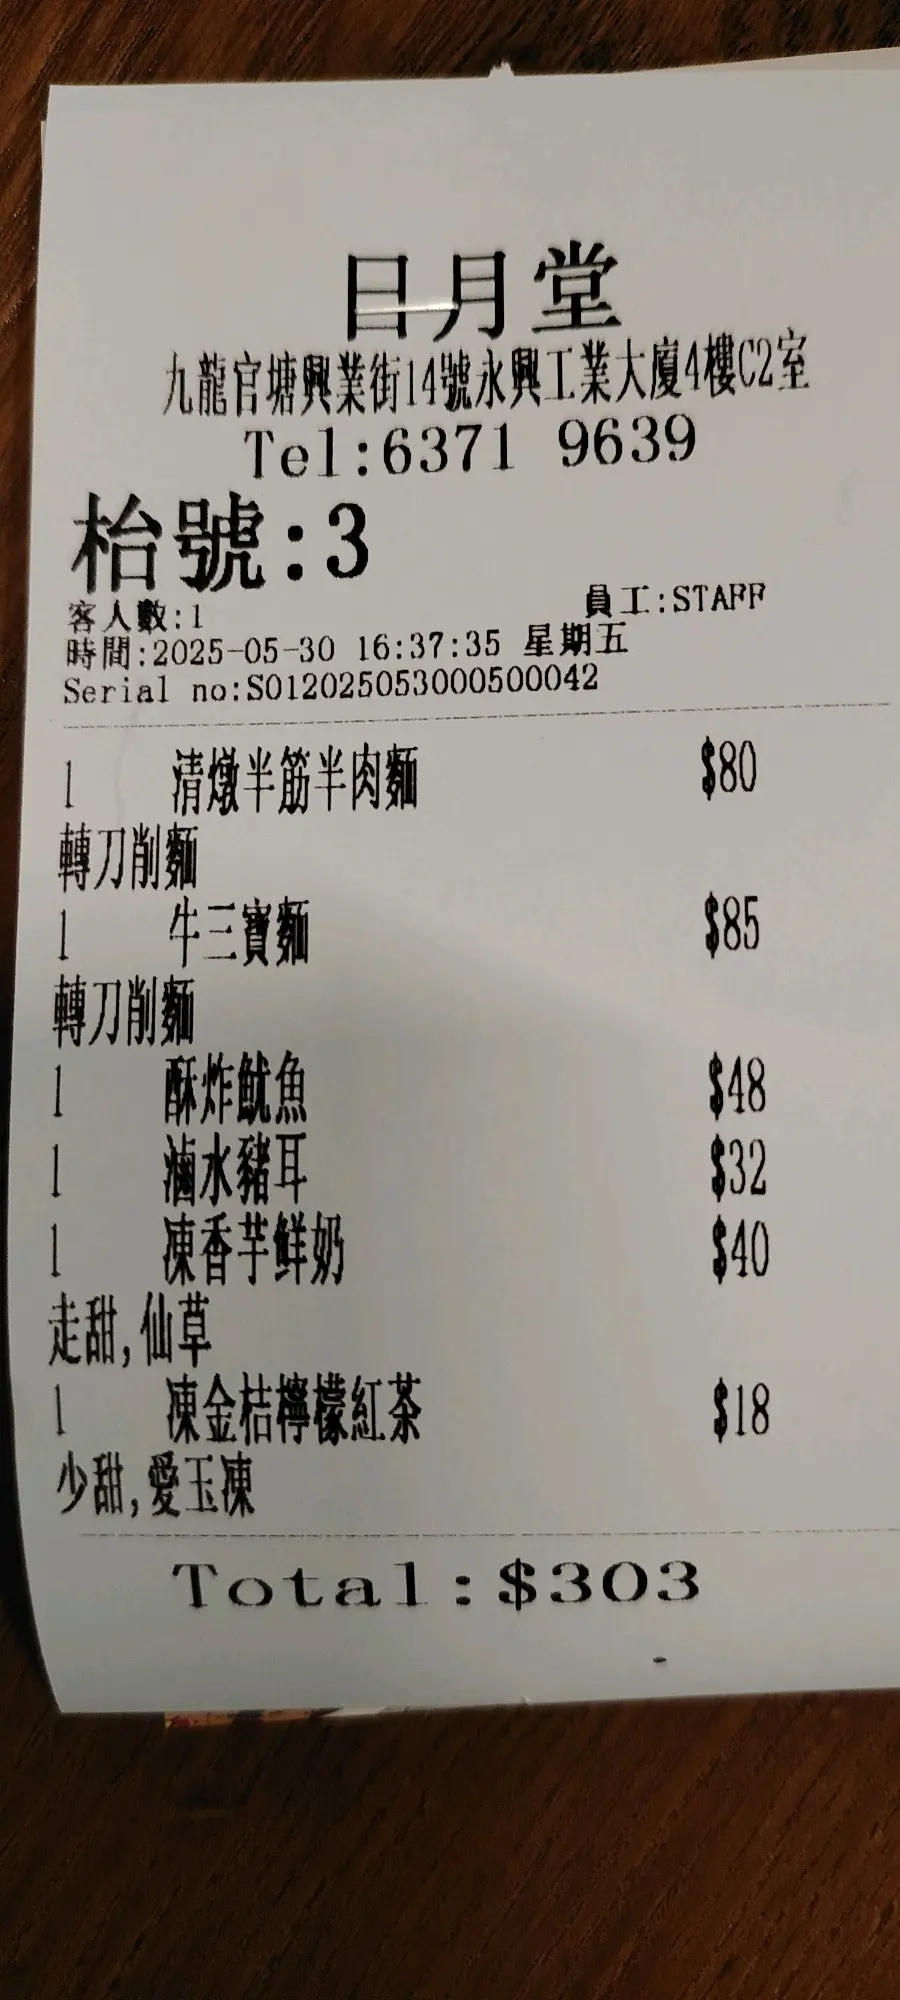 日月堂
九龍官塘興業街14號永興工業大廈4樓C2室
Tel:6371 9639
枱號:3
客人數:1 員工:STAFF
時間:2025-05-30 16:37:35 星期五
Serial no:S012025053000500042
1 清燉半筋半肉麵 $80
轉刀削麵
1 牛三寶麵 $85
轉刀削麵
1 酥炸魷魚 $48
1 滷水豬耳 $32
1 凍香芋鮮奶 $40
走甜,仙草
1 凍金桔檸檬紅茶 $18
少甜,愛玉凍
Total:$303